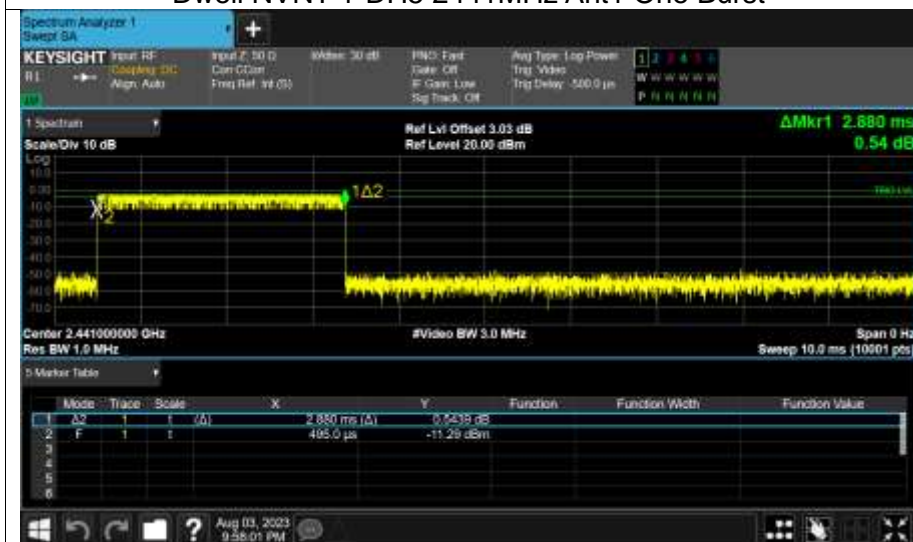 Dwell NVNT 1-DH5 2441MHz Ant1 One Burst
Spectrum Analyzer 1
Swept SA
+
KEYSIGHT Input: RF
Coupling: DC
Align: Auto
Input Z: 50 Ω
Corr CCorr
Freq Ref: Int (S)
#Atten: 30 dB
PNO: Fast
Gate: Off
IF Gain: Low
Sig Track: Off
Avg Type: Log-Power
Trig: Video
Trig Delay: -500.0 µs
1 2 3 4 5 6
W W W W W W
P N N N N N
1 Spectrum
Scale/Div 10 dB
Ref Lvl Offset 3.03 dB
Ref Level 20.00 dBm
ΔMkr1 2.880 ms
0.54 dB
Log
10.0
0.00
-10.0
-20.0
-30.0
-40.0
-50.0
-60.0
-70.0
1Δ2
X2
TRIG LVL
Center 2.441000000 GHz
Res BW 1.0 MHz
#Video BW 3.0 MHz
Span 0 Hz
Sweep 10.0 ms (10001 pts)
5 Marker Table
Mode Trace Scale X Y Function Function Width Function Value
1 Δ2 1 t (Δ) 2.880 ms (Δ) 0.5439 dB
2 F 1 t 495.0 µs -11.29 dBm
3
4
5
6
? Aug 03, 2023
9:58:01 PM